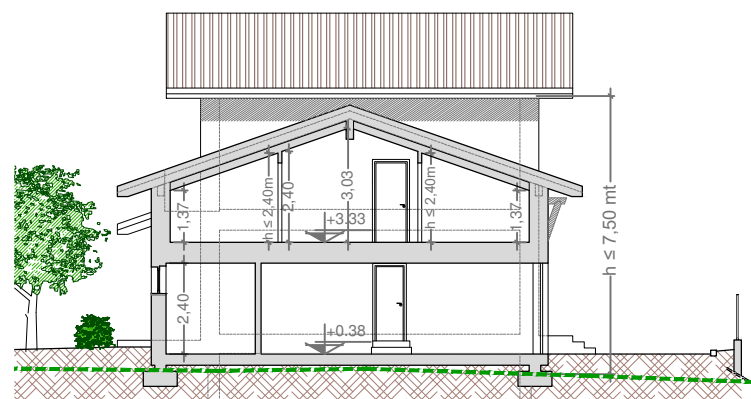 1,37
h ≤ 2,40m
2,40
3,03
h ≤ 2,40m
1,37
+3.33
h ≤ 7,50 mt
2,40
+0.38